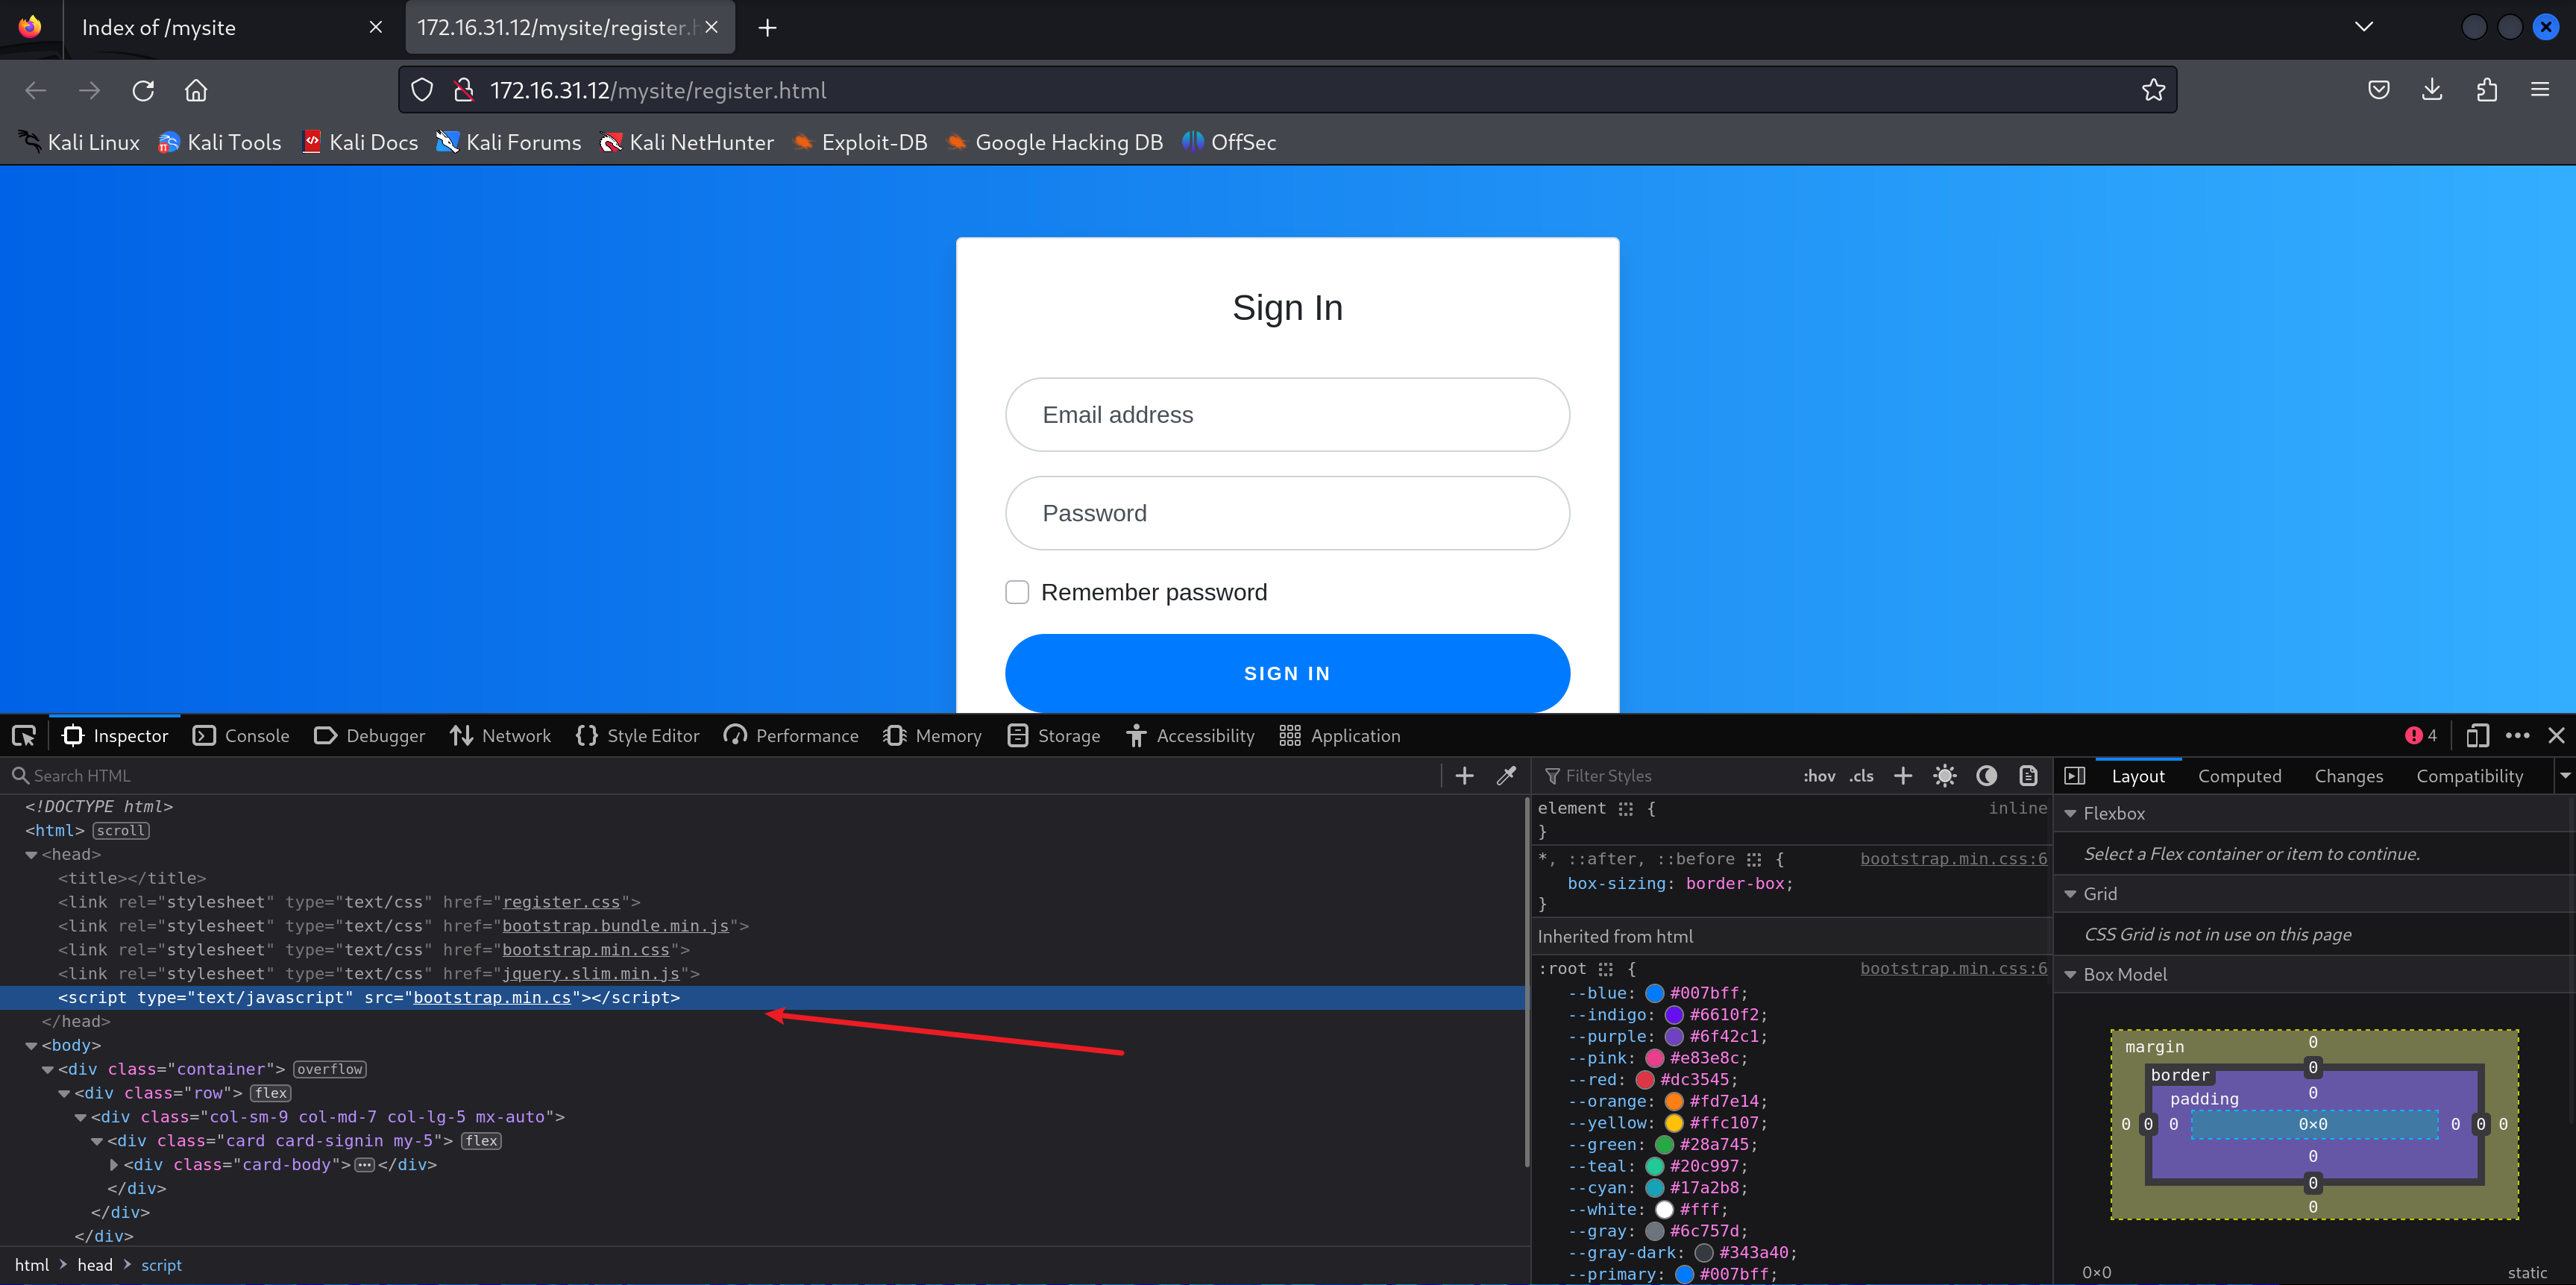 Index of /mysite
172.16.31.12/mysite/register.h
172.16.31.12/mysite/register.html
Kali Linux Kali Tools Kali Docs Kali Forums Kali NetHunter Exploit-DB Google Hacking DB OffSec
Sign In
Email address
Password
Remember password
SIGN IN
Inspector Console Debugger Network Style Editor Performance Memory Storage Accessibility Application 4
Search HTML
<!DOCTYPE html>
<html> scroll
<head>
<title></title>
<link rel="stylesheet" type="text/css" href="register.css">
<link rel="stylesheet" type="text/css" href="bootstrap.bundle.min.js">
<link rel="stylesheet" type="text/css" href="bootstrap.min.css">
<link rel="stylesheet" type="text/css" href="jquery.slim.min.js">
<script type="text/javascript" src="bootstrap.min.cs"></script>
</head>
<body>
<div class="container"> overflow
<div class="row"> flex
<div class="col-sm-9 col-md-7 col-lg-5 mx-auto">
<div class="card card-signin my-5"> flex
<div class="card-body"> ••• </div>
</div>
</div>
</div>
html > head > script
Filter Styles :hov .cls
element { inline
}
*, ::after, ::before { bootstrap.min.css:6
box-sizing: border-box;
}
Inherited from html
:root { bootstrap.min.css:6
--blue: #007bff;
--indigo: #6610f2;
--purple: #6f42c1;
--pink: #e83e8c;
--red: #dc3545;
--orange: #fd7e14;
--yellow: #ffc107;
--green: #28a745;
--teal: #20c997;
--cyan: #17a2b8;
--white: #fff;
--gray: #6c757d;
--gray-dark: #343a40;
--primary: #007bff;
Layout Computed Changes Compatibility
Flexbox
Select a Flex container or item to continue.
Grid
CSS Grid is not in use on this page
Box Model
margin 0
border 0
padding 0
0 0 0 0×0 0 0 0
0
0
0
0×0 static